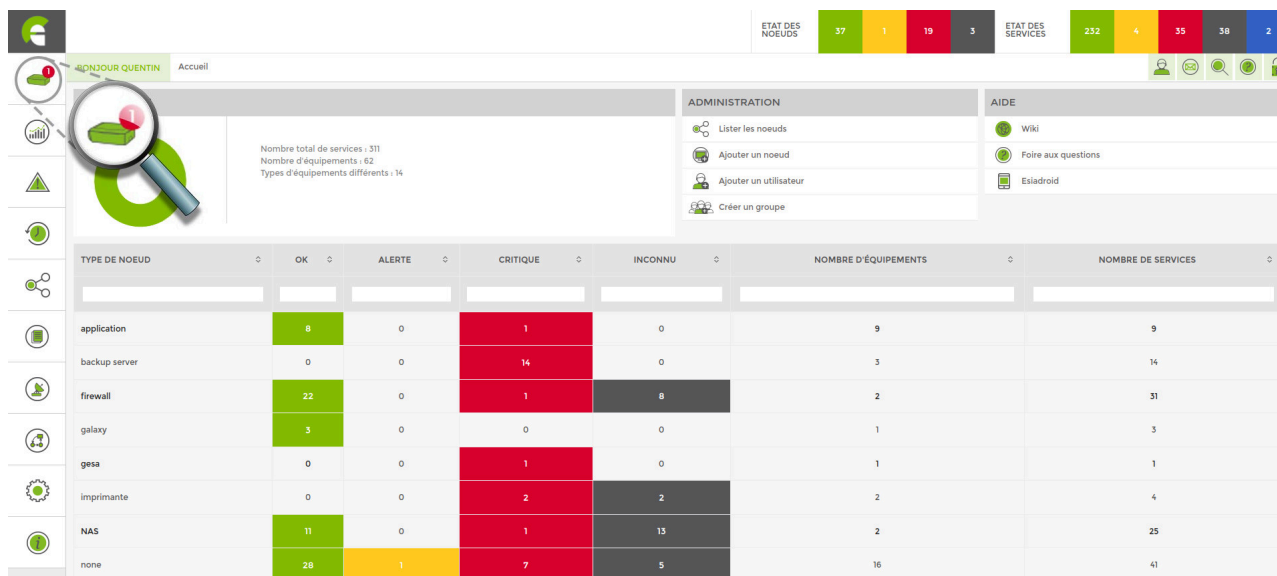 ETAT DES NOEUDS 37 1 19 3 ETAT DES SERVICES 232 4 35 38 2
1
BONJOUR QUENTIN Accueil
1
ADMINISTRATION
Lister les noeuds
Ajouter un noeud
Ajouter un utilisateur
Créer un groupe
AIDE
Wiki
Foire aux questions
Esiadroid
Nombre total de services : 311
Nombre d'équipements : 62
Types d'équipements différents : 14
TYPE DE NOEUD OK ALERTE CRITIQUE INCONNU NOMBRE D'ÉQUIPEMENTS NOMBRE DE SERVICES
application 8 0 1 0 9 9
backup server 0 0 14 0 3 14
firewall 22 0 1 8 2 31
galaxy 3 0 0 0 1 3
gesa 0 0 1 0 1 1
imprimante 0 0 2 2 2 4
NAS 11 0 1 13 2 25
none 28 1 7 5 16 41